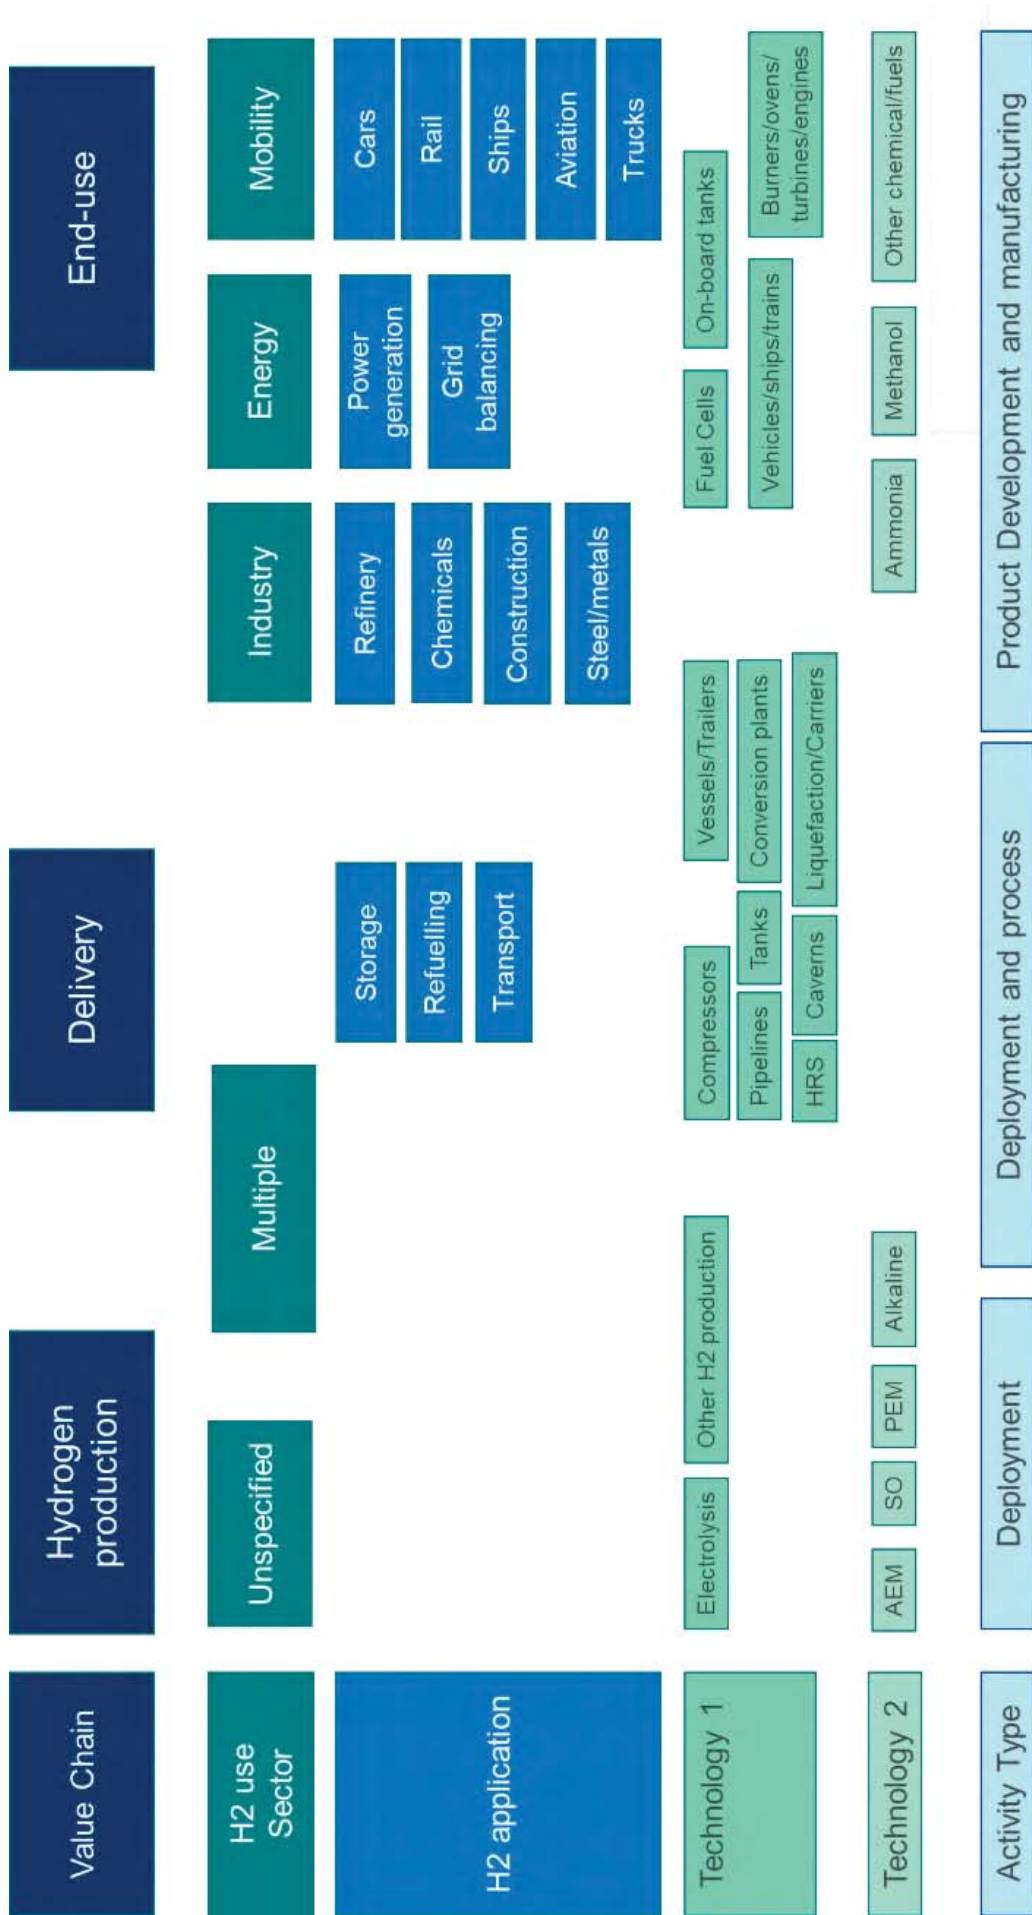 Value Chain
Hydrogen
production
Delivery
End-use
H2 use
Sector
Unspecified
Multiple
Industry
Energy
Mobility
H2 application
Storage
Refuelling
Transport
Refinery
Chemicals
Construction
Steel/metals
Power
generation
Grid
balancing
Cars
Rail
Ships
Aviation
Trucks
Technology 1
Electrolysis
Other H2 production
Compressors
Vessels/Trailers
Pipelines
Tanks
Conversion plants
HRS
Caverns
Liquefaction/Carriers
Fuel Cells
On-board tanks
Vehicles/ships/trains
Burners/ovens/
turbines/engines
Technology 2
AEM
SO
PEM
Alkaline
Ammonia
Methanol
Other chemical/fuels
Activity Type
Deployment
Deployment and process
Product Development and manufacturing